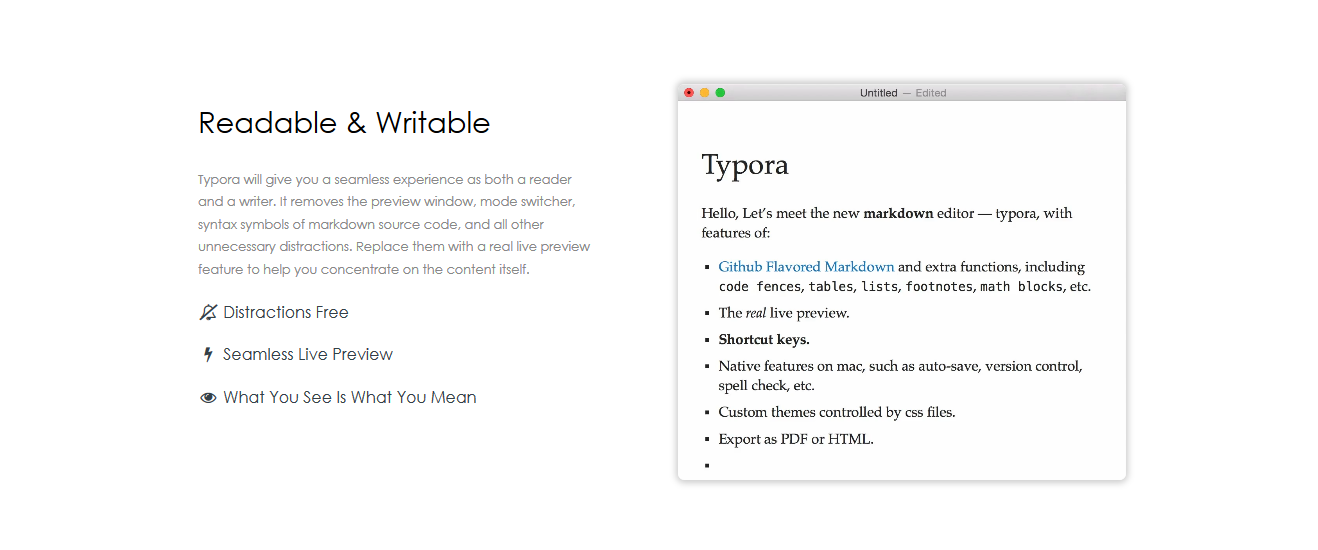 Readable & Writable
Typora will give you a seamless experience as both a reader
and a writer. It removes the preview window, mode switcher,
syntax symbols of markdown source code, and all other
unnecessary distractions. Replace them with a real live preview
feature to help you concentrate on the content itself.
Distractions Free
Seamless Live Preview
What You See Is What You Mean
Untitled — Edited
Typora
Hello, Let's meet the new markdown editor — typora, with
features of:
Github Flavored Markdown and extra functions, including
code fences, tables, lists, footnotes, math blocks, etc.
The real live preview.
Shortcut keys.
Native features on mac, such as auto-save, version control,
spell check, etc.
Custom themes controlled by css files.
Export as PDF or HTML.